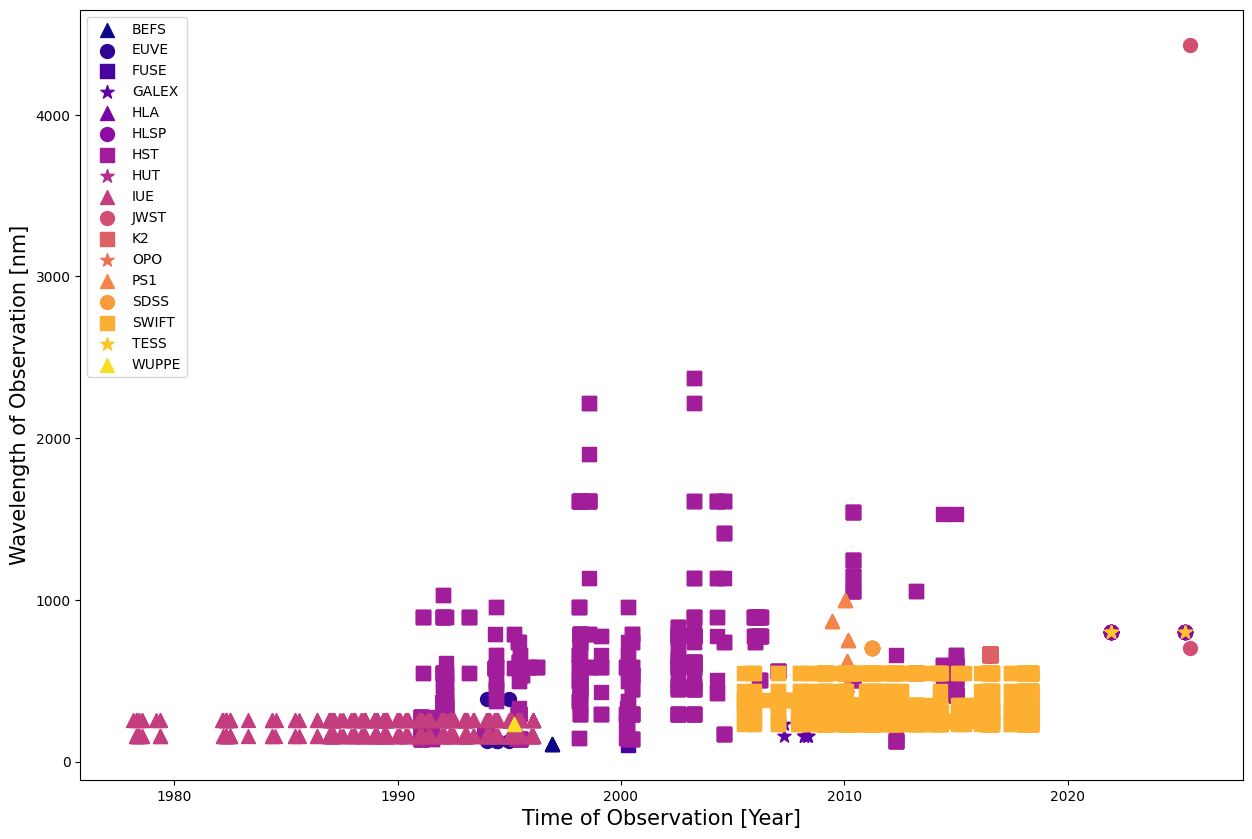 BEFS
EUVE
FUSE
GALEX
HLA
HLSP
HST
HUT
IUE
JWST
K2
OPO
PS1
SDSS
SWIFT
TESS
WUPPE
4000
3000
2000
1000
0
Wavelength of Observation [nm]
1980 1990 2000 2010 2020
Time of Observation [Year]